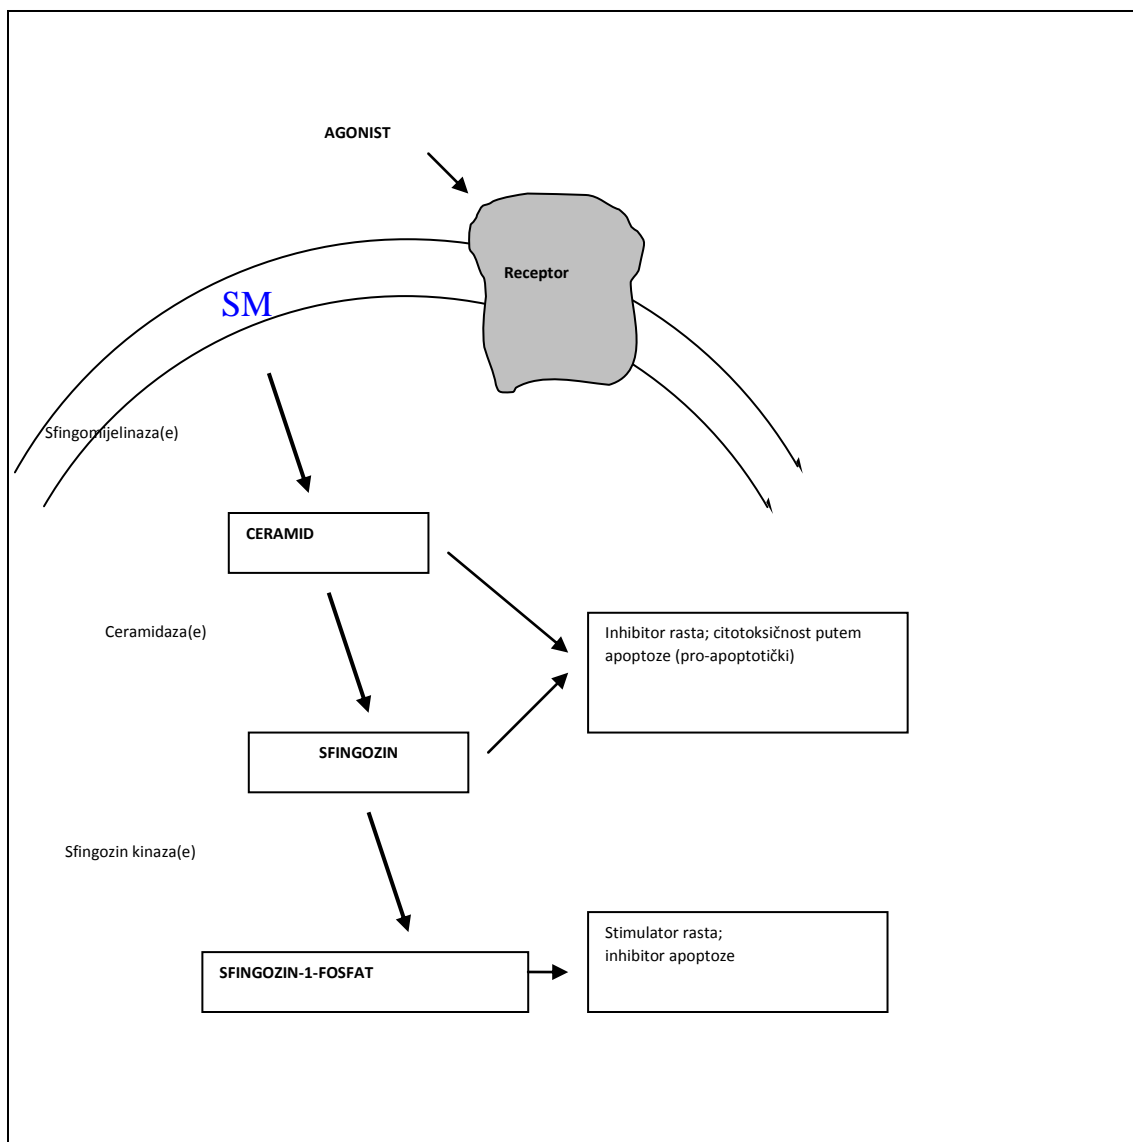 AGONIST
Receptor
SM
Sfingomijelinaza(e)
CERAMID
Ceramidaza(e)
Inhibitor rasta; citotoksičnost putem
apoptoze (pro-apoptotički)
SFINGOZIN
Sfingozin kinaza(e)
Stimulator rasta;
inhibitor apoptoze
SFINGOZIN-1-FOSFAT